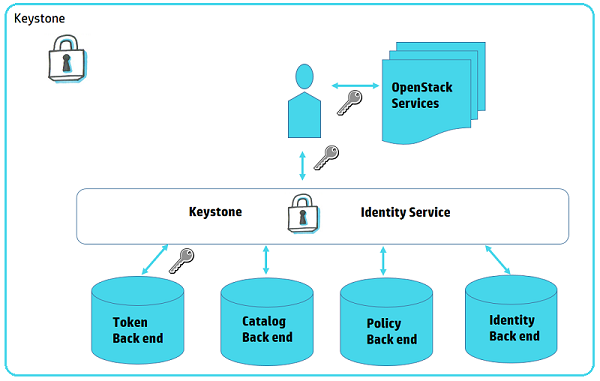 Keystone
OpenStack
Services
Keystone
Identity Service
Token
Back end
Catalog
Back end
Policy
Back end
Identity
Back end